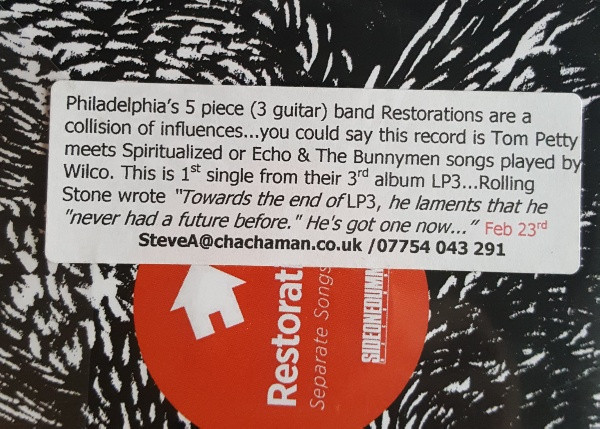 Philadelphia's 5 piece (3 guitar) band Restorations are a
collision of influences...you could say this record is Tom Petty
meets Spiritualized or Echo & The Bunnymen songs played by
Wilco. This is 1st single from their 3rd album LP3...Rolling
Stone wrote "Towards the end of LP3, he laments that he
"never had a future before." He's got one now..." Feb 23rd
SteveA@chachaman.co.uk /07754 043 291
Restorat
Separate Songs
SIDEONEDUMM